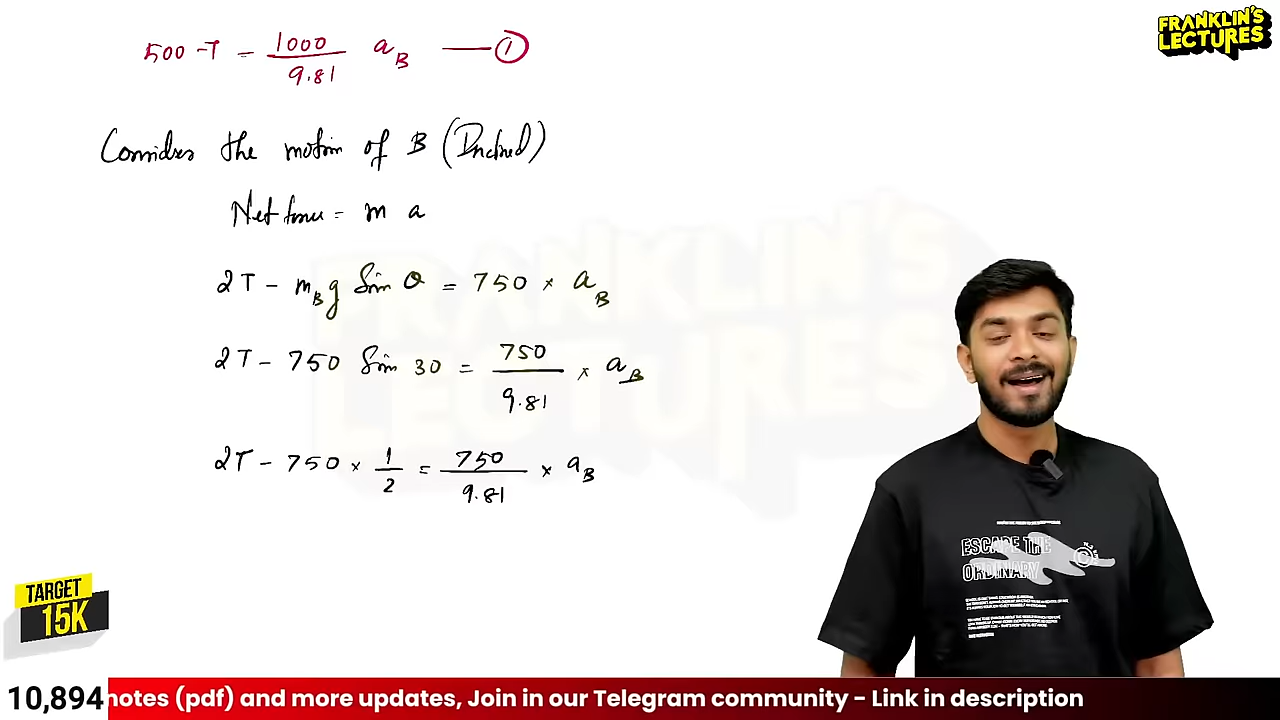 FRANKLIN'S
LECTURES
500 - T = 1000/9.81 a_B —— ①
Consider the motion of B (Inclined)
Net force = m a
2T - m_B g Sin θ = 750 × a_B
2T - 750 Sin 30 = 750/9.81 × a_B
2T - 750 × 1/2 = 750/9.81 × a_B
FRANKLIN'S
LECTURES
ESCAPE THE
ORDINARY
TARGET
15K
10,894
notes (pdf) and more updates, Join in our Telegram community - Link in description